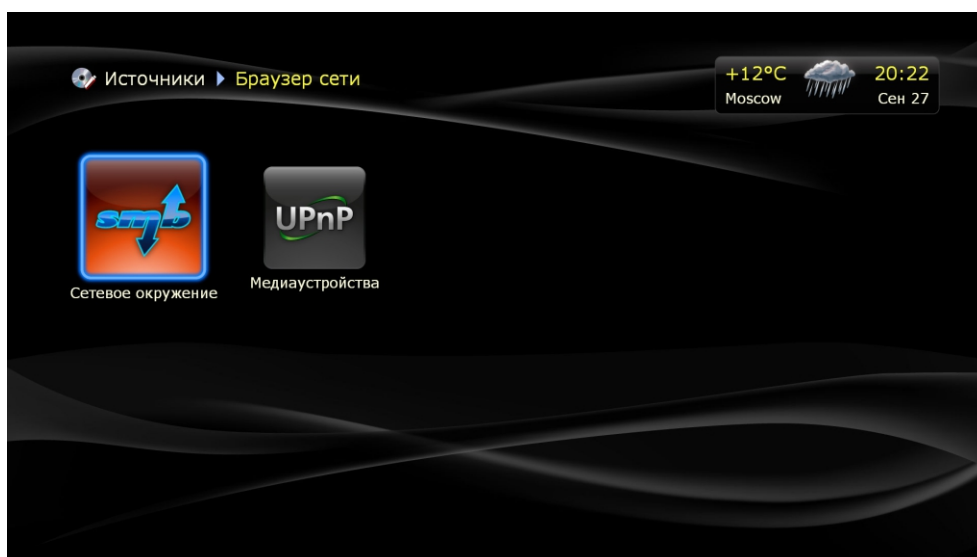 Источники Браузер сети
+12°C 20:22
Moscow Сен 27
smb
UPnP
Сетевое окружение
Медиаустройства